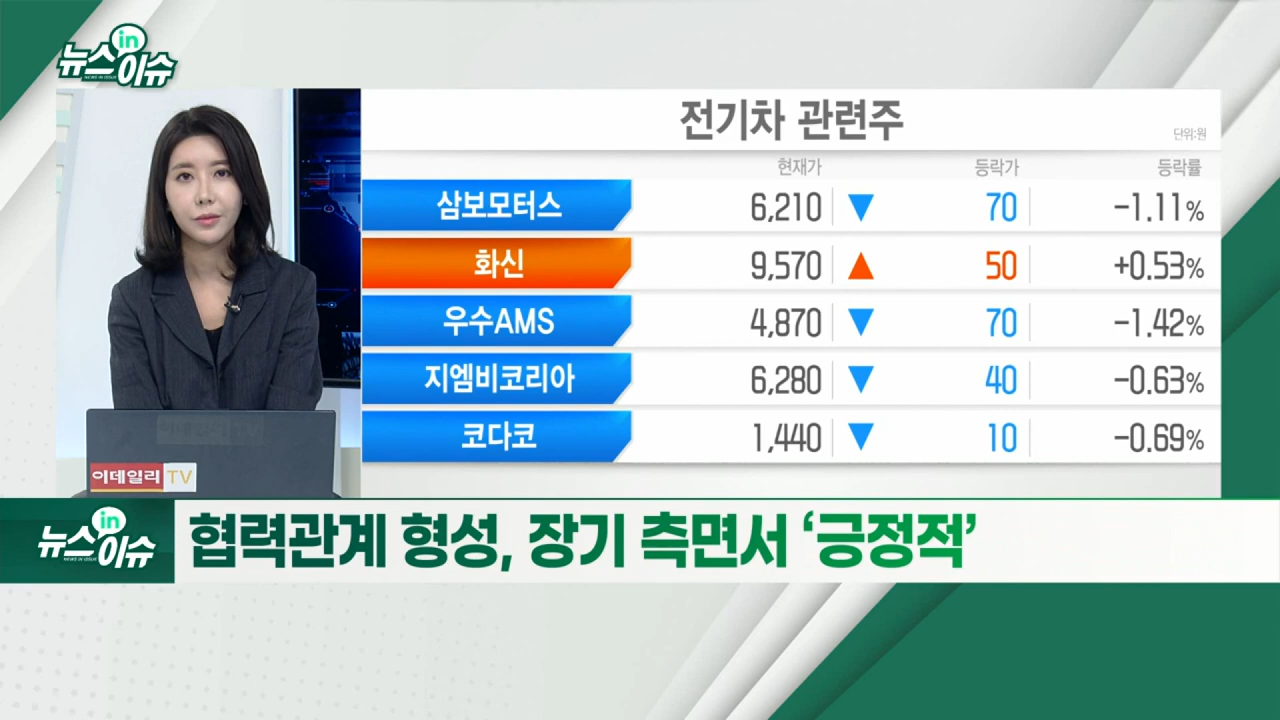 뉴스in이슈
전기차 관련주
단위:원
현재가 등락가 등락률
삼보모터스 6,210 ▼ 70 -1.11%
화신 9,570 ▲ 50 +0.53%
우수AMS 4,870 ▼ 70 -1.42%
지엠비코리아 6,280 ▼ 40 -0.63%
코다코 1,440 ▼ 10 -0.69%
이데일리TV
뉴스in이슈
협력관계 형성, 장기 측면서 ‘긍정적’